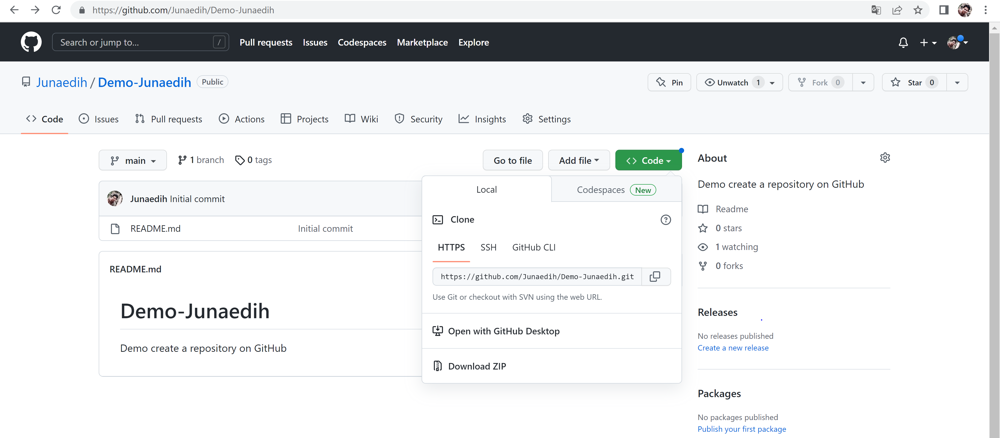 https://github.com/Junaedih/Demo-Junaedih
Search or jump to... /
Pull requests Issues Codespaces Marketplace Explore
Junaedih / Demo-Junaedih Public
Pin Unwatch 1 Fork 0 Star 0
Code Issues Pull requests Actions Projects Wiki Security Insights Settings
main 1 branch 0 tags Go to file Add file Code
Junaedih Initial commit
README.md Initial commit
README.md
Demo-Junaedih
Demo create a repository on GitHub
Local Codespaces New
Clone
HTTPS SSH GitHub CLI
https://github.com/Junaedih/Demo-Junaedih.git
Use Git or checkout with SVN using the web URL.
Open with GitHub Desktop
Download ZIP
About
Demo create a repository on GitHub
Readme
0 stars
1 watching
0 forks
Releases
No releases published
Create a new release
Packages
No packages published
Publish your first package